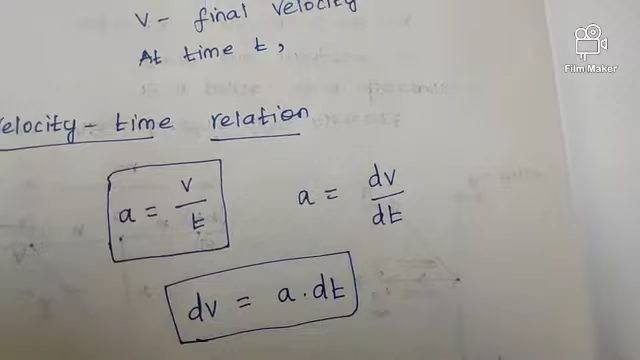 v - final velocity
At time t,
Film Maker
velocity - time relation
a = v/t
a = dv/dt
dv = a . dt